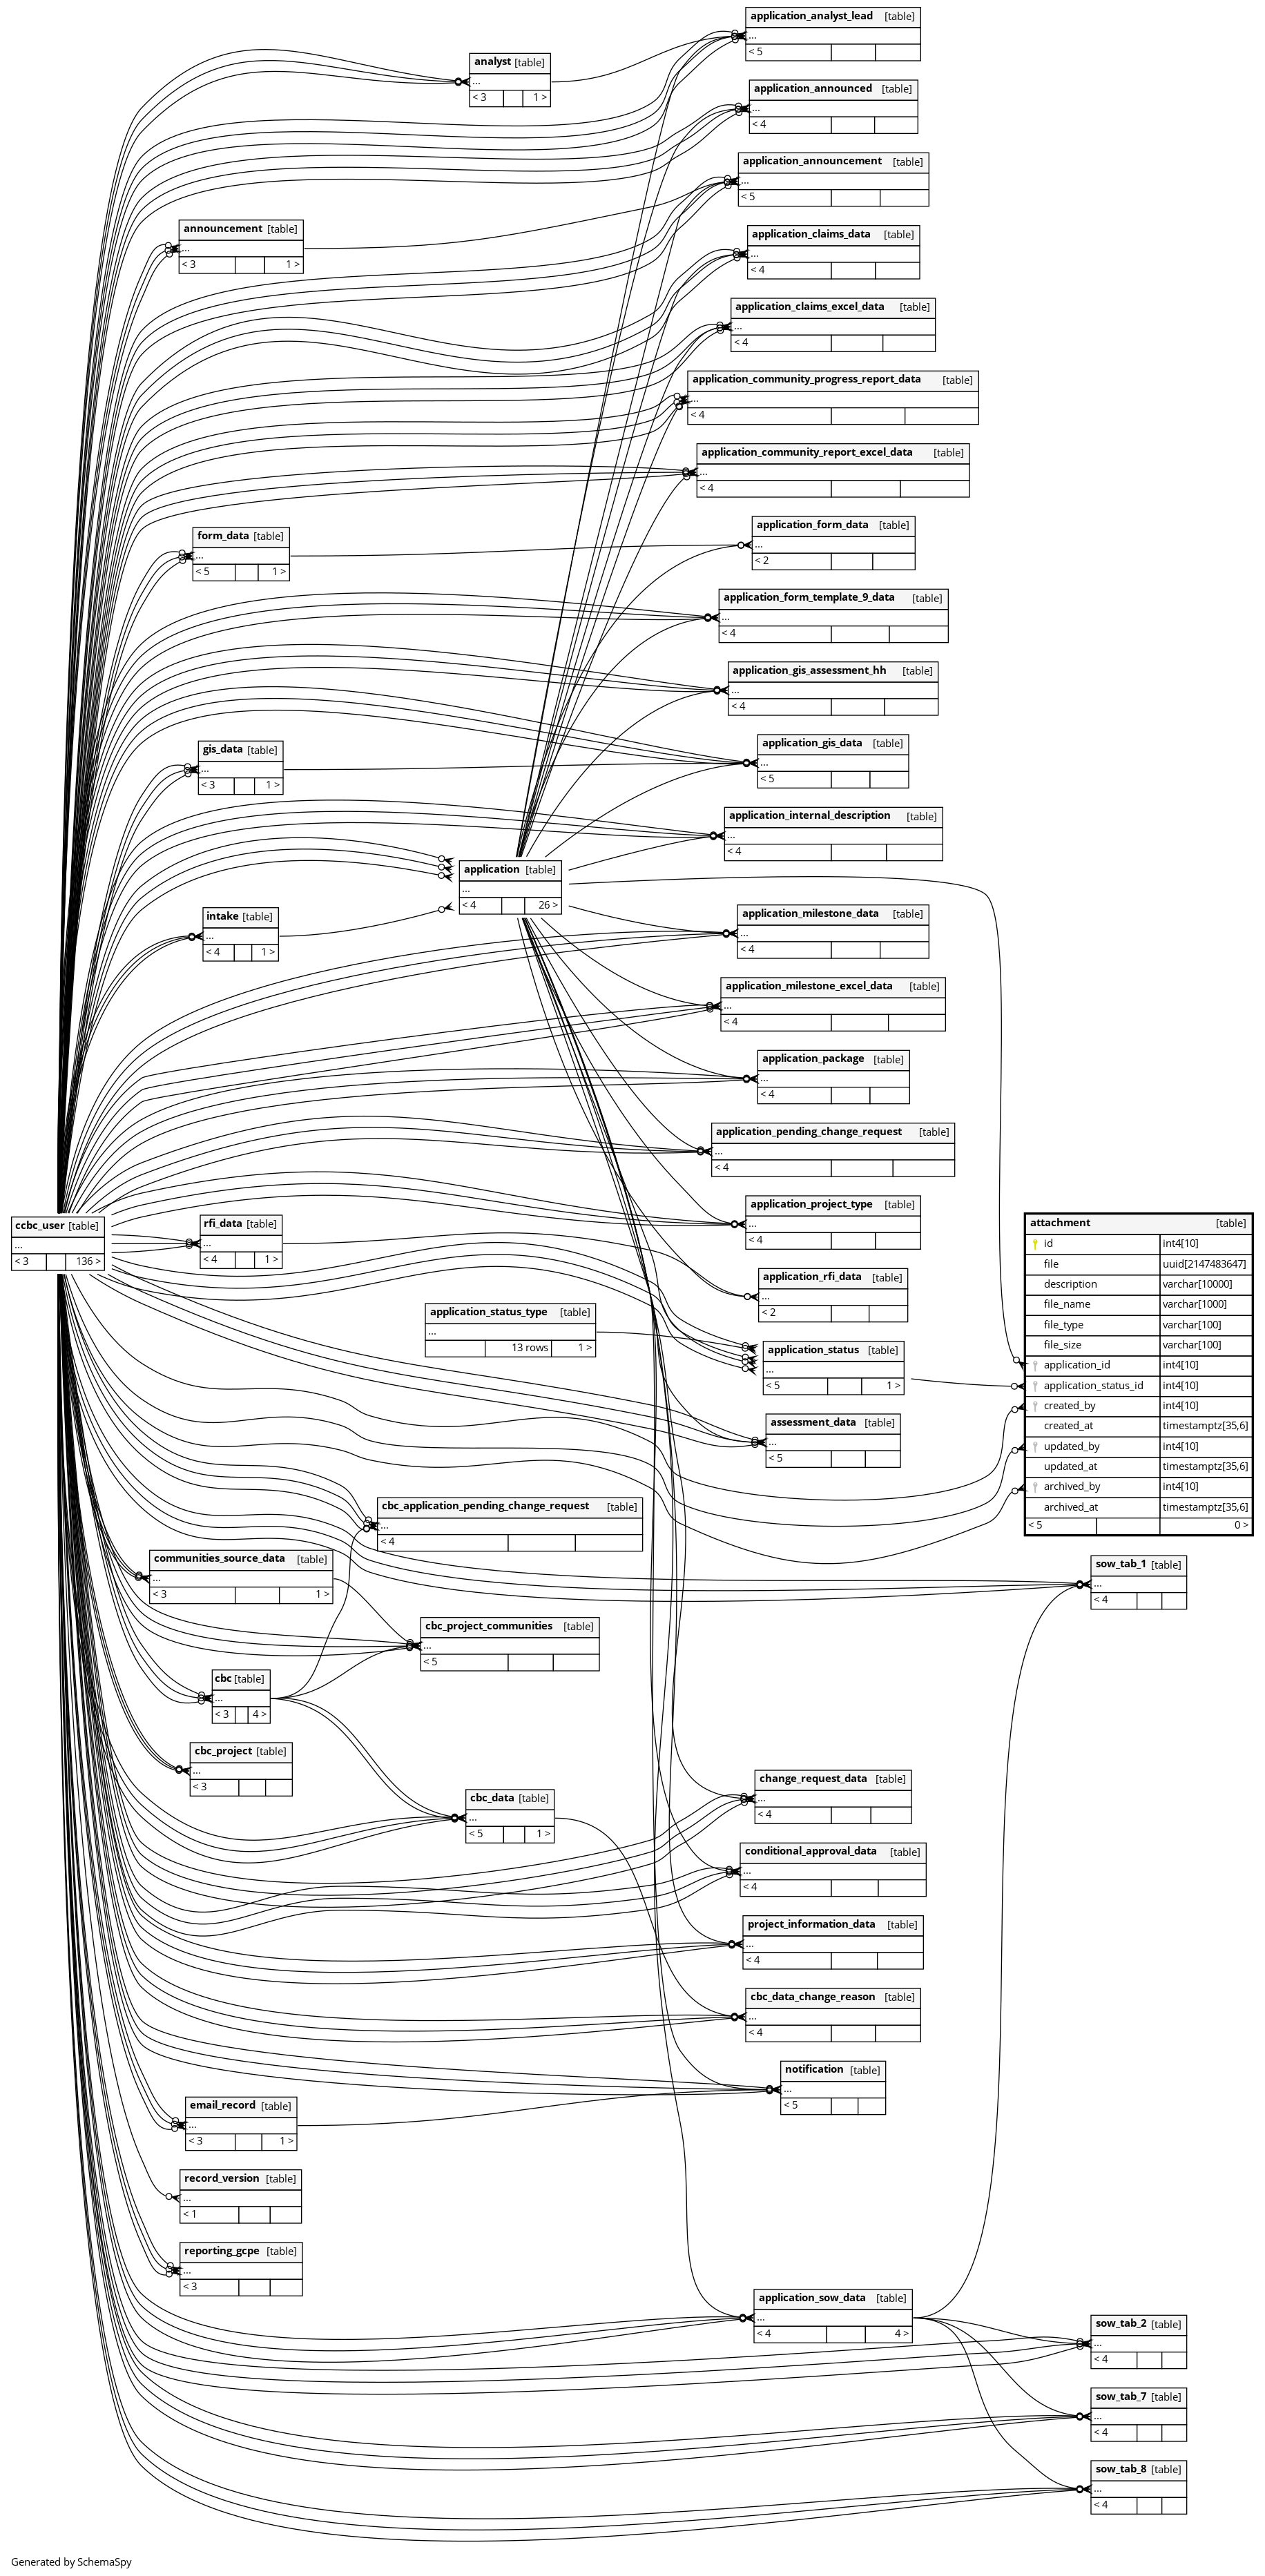 application_analyst_lead [table]
...
< 5
analyst [table]
...
< 3 1 >
application_announced [table]
...
< 4
application_announcement [table]
...
< 5
announcement [table]
...
< 3 1 >
application_claims_data [table]
...
< 4
application_claims_excel_data [table]
...
< 4
application_community_progress_report_data [table]
...
< 4
application_community_report_excel_data [table]
...
< 4
application_form_data [table]
...
< 2
form_data [table]
...
< 5 1 >
application_form_template_9_data [table]
...
< 4
application_gis_assessment_hh [table]
...
< 4
application_gis_data [table]
...
< 5
gis_data [table]
...
< 3 1 >
application_internal_description [table]
...
< 4
application [table]
...
< 4 26 >
intake [table]
...
< 4 1 >
application_milestone_data [table]
...
< 4
application_milestone_excel_data [table]
...
< 4
application_package [table]
...
< 4
application_pending_change_request [table]
...
< 4
application_project_type [table]
...
< 4
ccbc_user [table]
...
< 3 136 >
rfi_data [table]
...
< 4 1 >
attachment [table]
id int4[10]
file uuid[2147483647]
description varchar[10000]
file_name varchar[1000]
file_type varchar[100]
file_size varchar[100]
application_id int4[10]
application_status_id int4[10]
created_by int4[10]
created_at timestamptz[35,6]
updated_by int4[10]
updated_at timestamptz[35,6]
archived_by int4[10]
archived_at timestamptz[35,6]
< 5 0 >
application_rfi_data [table]
...
< 2
application_status_type [table]
...
13 rows 1 >
application_status [table]
...
< 5 1 >
assessment_data [table]
...
< 5
cbc_application_pending_change_request [table]
...
< 4
communities_source_data [table]
...
< 3 1 >
sow_tab_1 [table]
...
< 4
cbc_project_communities [table]
...
< 5
cbc [table]
...
< 3 4 >
cbc_project [table]
...
< 3
change_request_data [table]
...
< 4
cbc_data [table]
...
< 5 1 >
conditional_approval_data [table]
...
< 4
project_information_data [table]
...
< 4
cbc_data_change_reason [table]
...
< 4
notification [table]
...
< 5
email_record [table]
...
< 3 1 >
record_version [table]
...
< 1
reporting_gcpe [table]
...
< 3
application_sow_data [table]
...
< 4 4 >
sow_tab_2 [table]
...
< 4
sow_tab_7 [table]
...
< 4
sow_tab_8 [table]
...
< 4
Generated by SchemaSpy